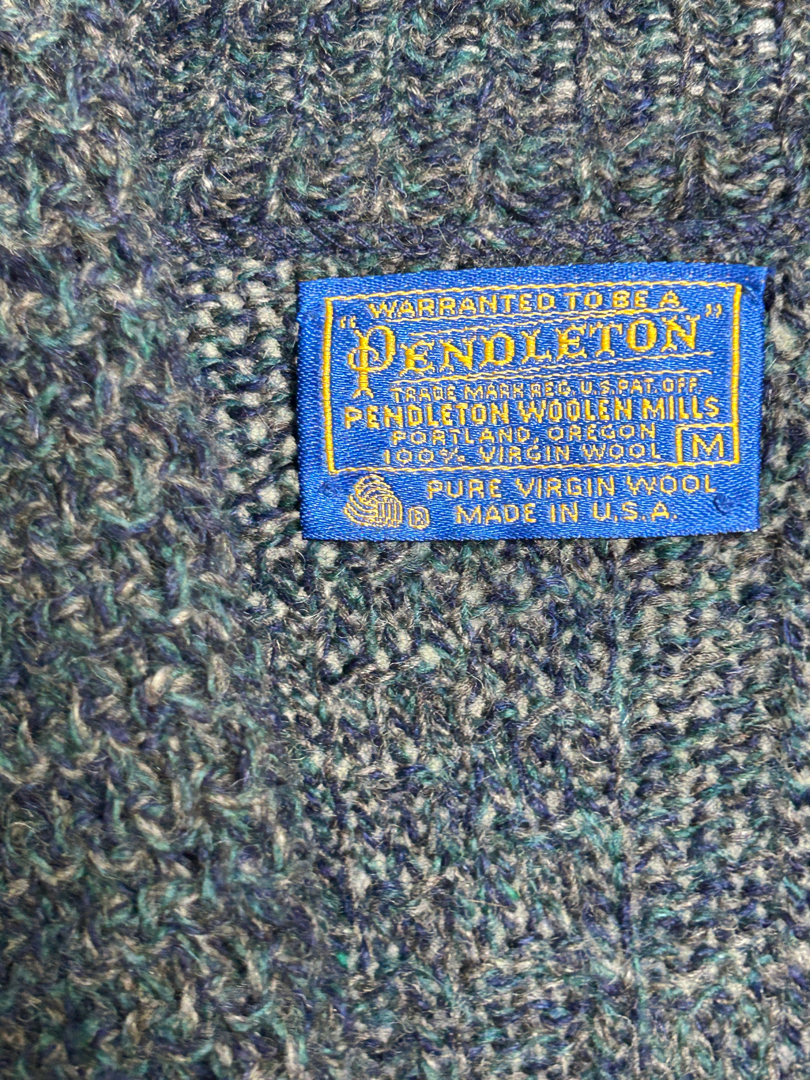 WARRANTED TO BE A
"PENDLETON"
TRADE MARK REG. U.S. PAT. OFF.
PENDLETON WOOLEN MILLS
PORTLAND, OREGON
100% VIRGIN WOOL M
PURE VIRGIN WOOL
® MADE IN U.S.A.